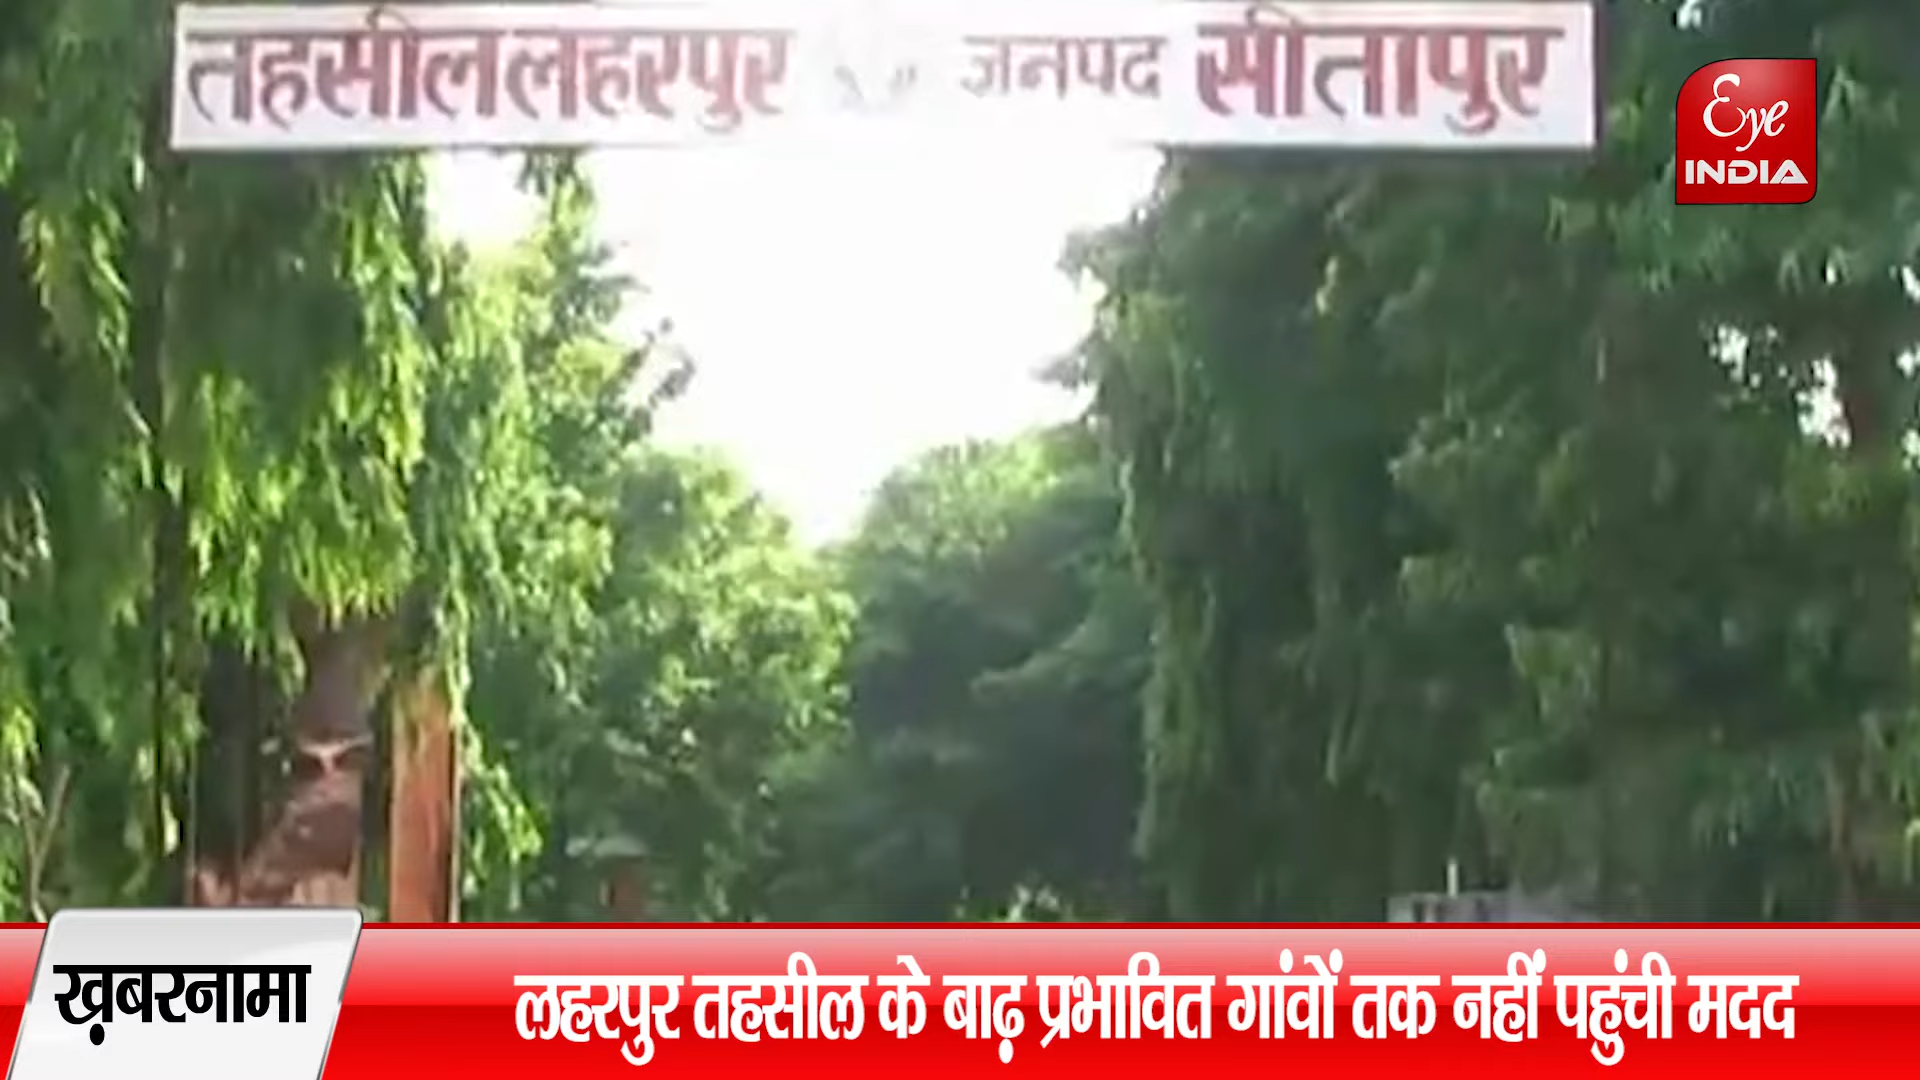 तहसील लहरपुर जनपद सीतापुर
Eye
INDIA
ख़बरनामा
लहरपुर तहसील के बाढ़ प्रभावित गांवों तक नहीं पहुंची मदद